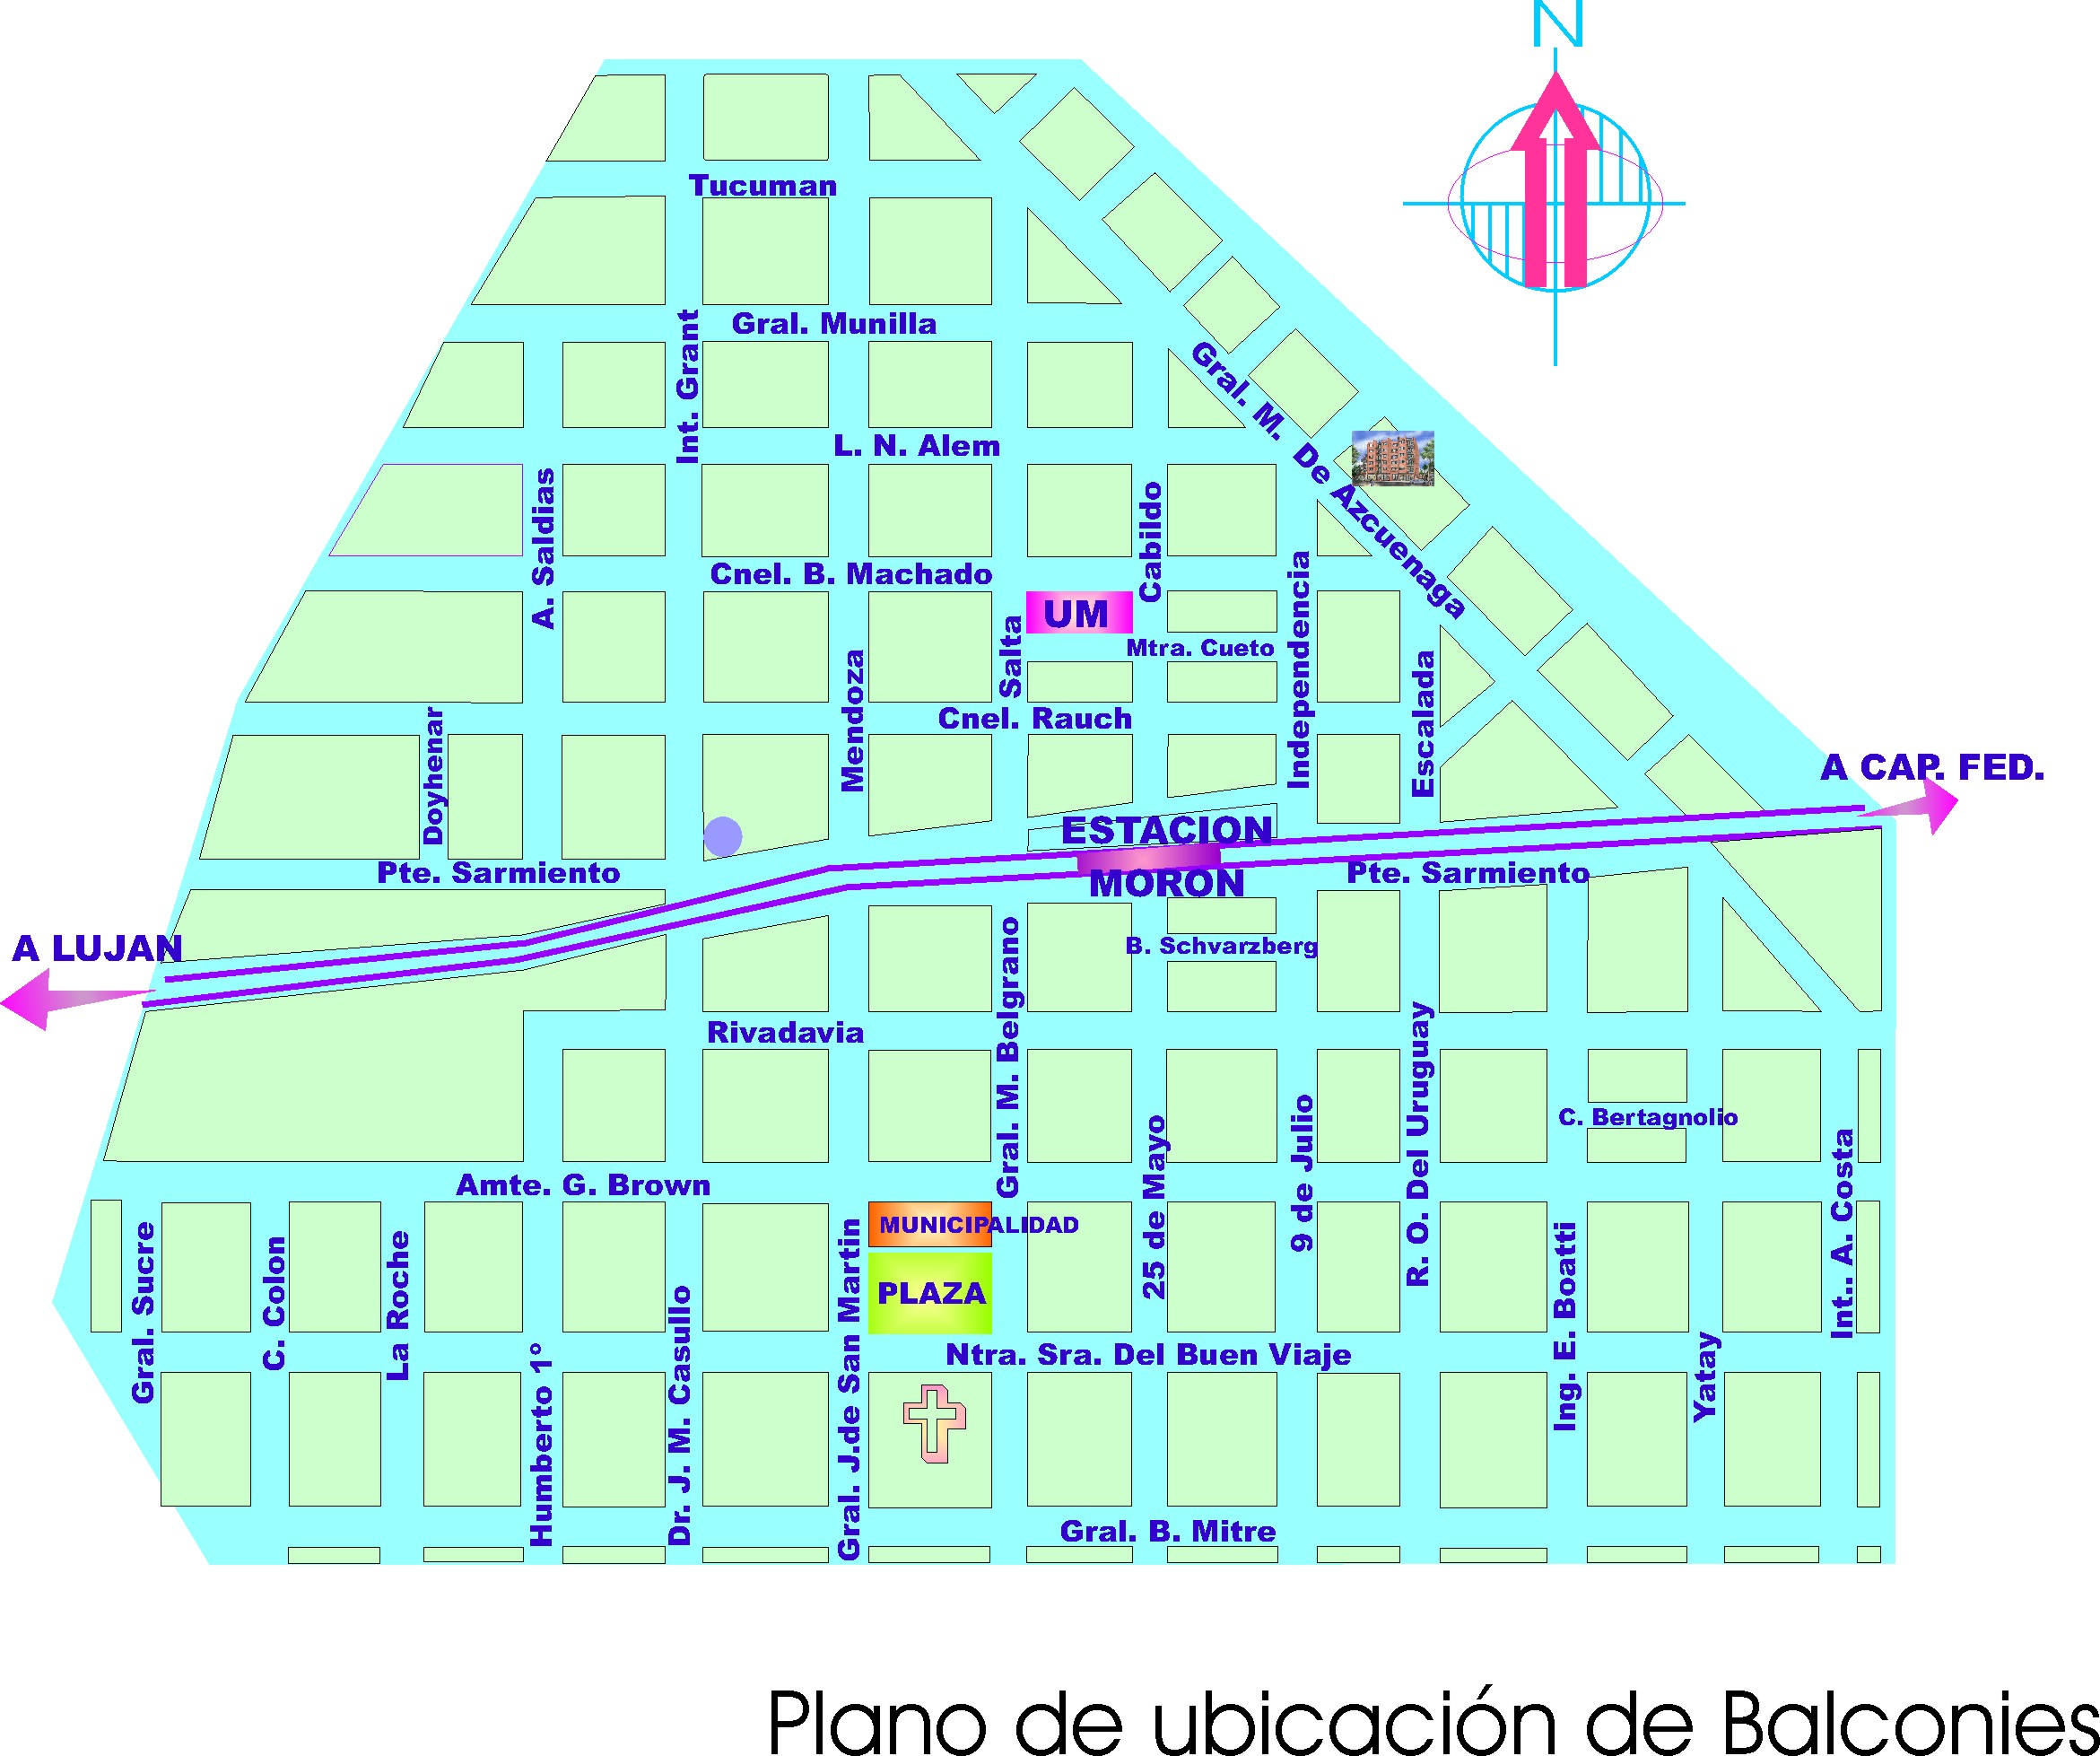 N
Tucuman
Gral. Munilla
Int. Grant
Gral. M. De Azcuenaga
L. N. Alem
A. Saldias
Cabildo
Cnel. B. Machado
Independencia
UM
Salta
Mtra. Cueto
Mendoza
Escalada
Cnel. Rauch
Doyhenar
A CAP. FED.
ESTACION
MORON
Pte. Sarmiento
Pte. Sarmiento
A LUJAN
Gral. M. Belgrano
B. Schvarzberg
Rivadavia
R. O. Del Uruguay
9 de Julio
25 de Mayo
C. Bertagnolio
Int.. A. Costa
Amte. G. Brown
MUNICIPALIDAD
PLAZA
Gral. Sucre
C. Colon
La Roche
Humberto 1º
Dr. J. M. Casullo
Gral. J.de San Martin
Ing. E. Boatti
Yatay
Ntra. Sra. Del Buen Viaje
Gral. B. Mitre
Plano de ubicación de Balconies